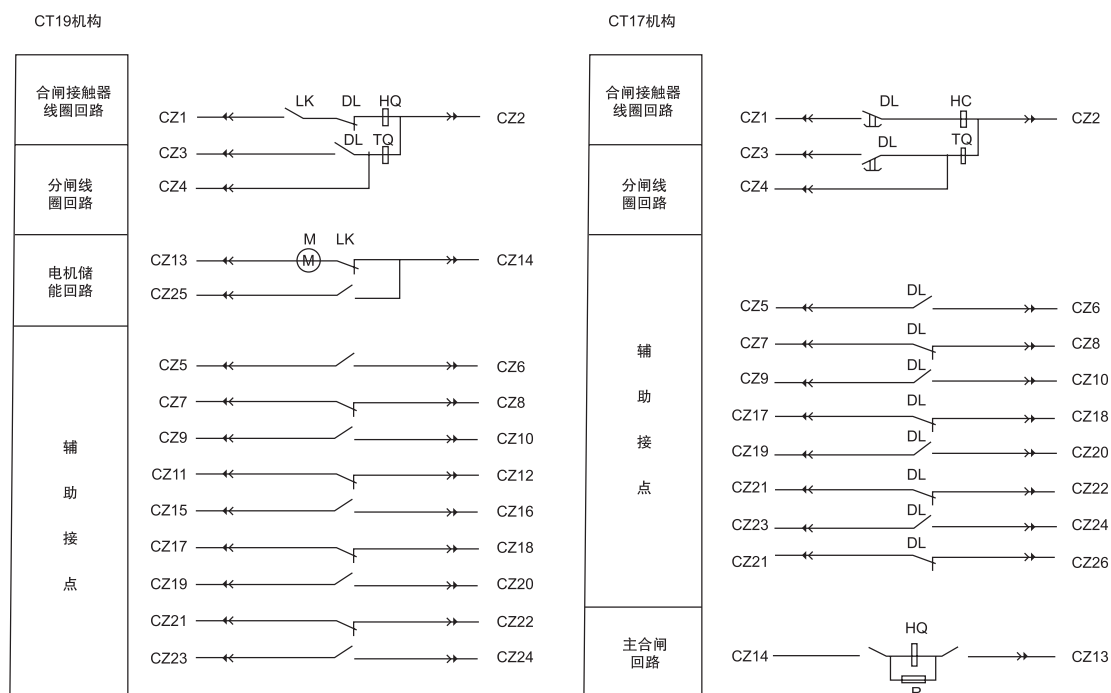 CT19机构
合闸接触器
线圈回路
CZ1
LK
DL
HQ
CZ2
CZ3
DL
TQ
分闸线
圈回路
CZ4
电机储
能回路
CZ13
M
M
LK
CZ14
CZ25
辅
助
接
点
CZ5
CZ6
CZ7
CZ8
CZ9
CZ10
CZ11
CZ12
CZ15
CZ16
CZ17
CZ18
CZ19
CZ20
CZ21
CZ22
CZ23
CZ24
CT17机构
合闸接触器
线圈回路
CZ1
DL
HC
CZ2
CZ3
DL
TQ
分闸线
圈回路
CZ4
辅
助
接
点
CZ5
DL
CZ6
CZ7
DL
CZ8
CZ9
DL
CZ10
CZ17
DL
CZ18
CZ19
DL
CZ20
CZ21
DL
CZ22
CZ23
DL
CZ24
CZ21
DL
CZ26
主合闸
回路
CZ14
HQ
CZ13
R